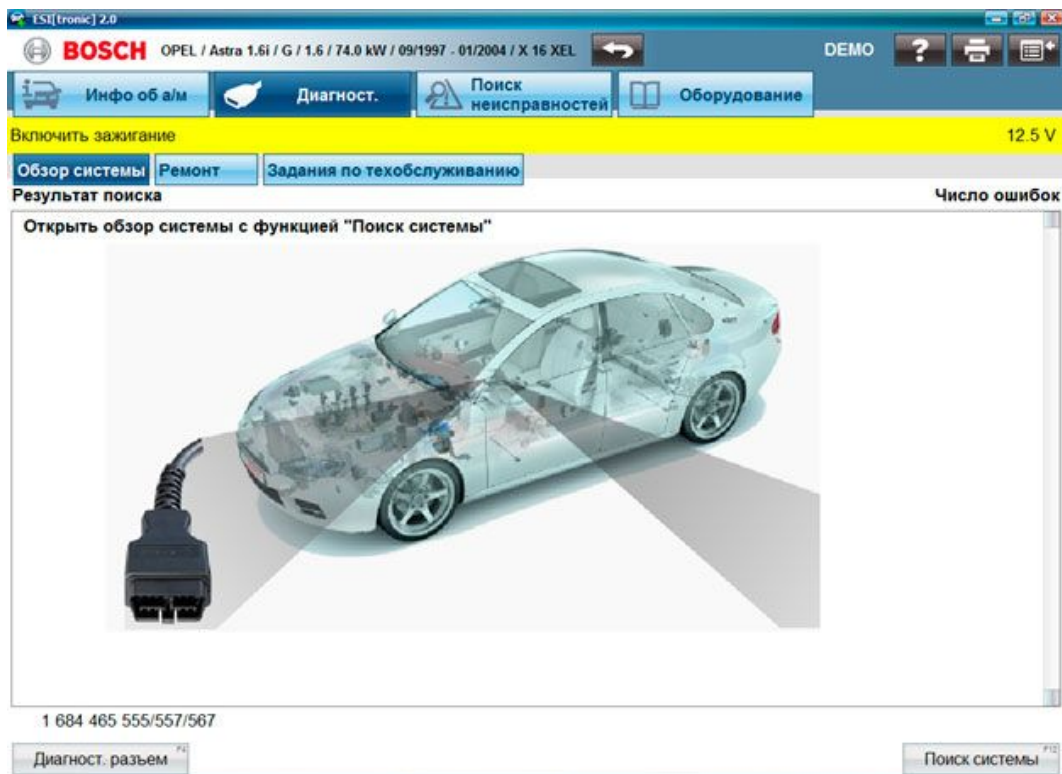 ESI[tronic] 2.0
BOSCH OPEL / Astra 1.6i / G / 1.6 / 74.0 kW / 09/1997 - 01/2004 / X 16 XEL DEMO ?
Инфо об а/м Диагност. Поиск неисправностей Оборудование
Включить зажигание 12.5 V
Обзор системы Ремонт Задания по техобслуживанию
Результат поиска Число ошибок
Открыть обзор системы с функцией "Поиск системы"
1 684 465 555/557/567
Диагност. разъем Поиск системы F12